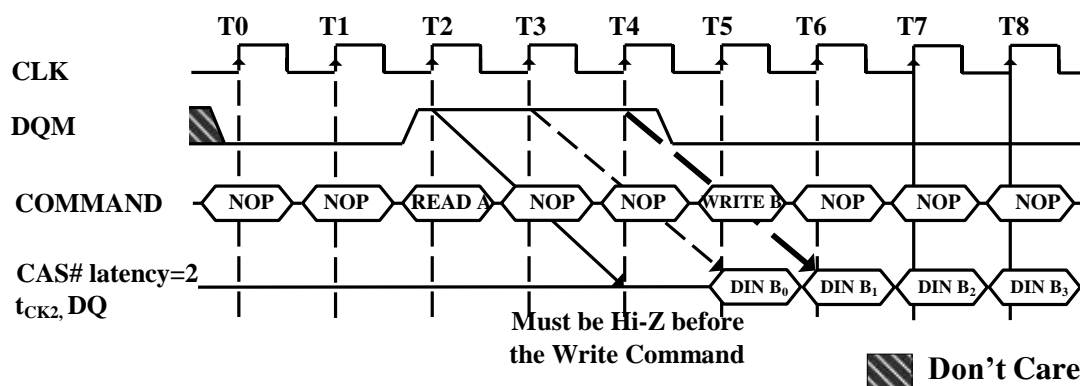 T0 T1 T2 T3 T4 T5 T6 T7 T8
CLK
DQM
COMMAND NOP NOP READ A NOP NOP WRITE B NOP NOP NOP
CAS# latency=2
tCK2, DQ DIN B0 DIN B1 DIN B2 DIN B3
Must be Hi-Z before
the Write Command
Don't Care